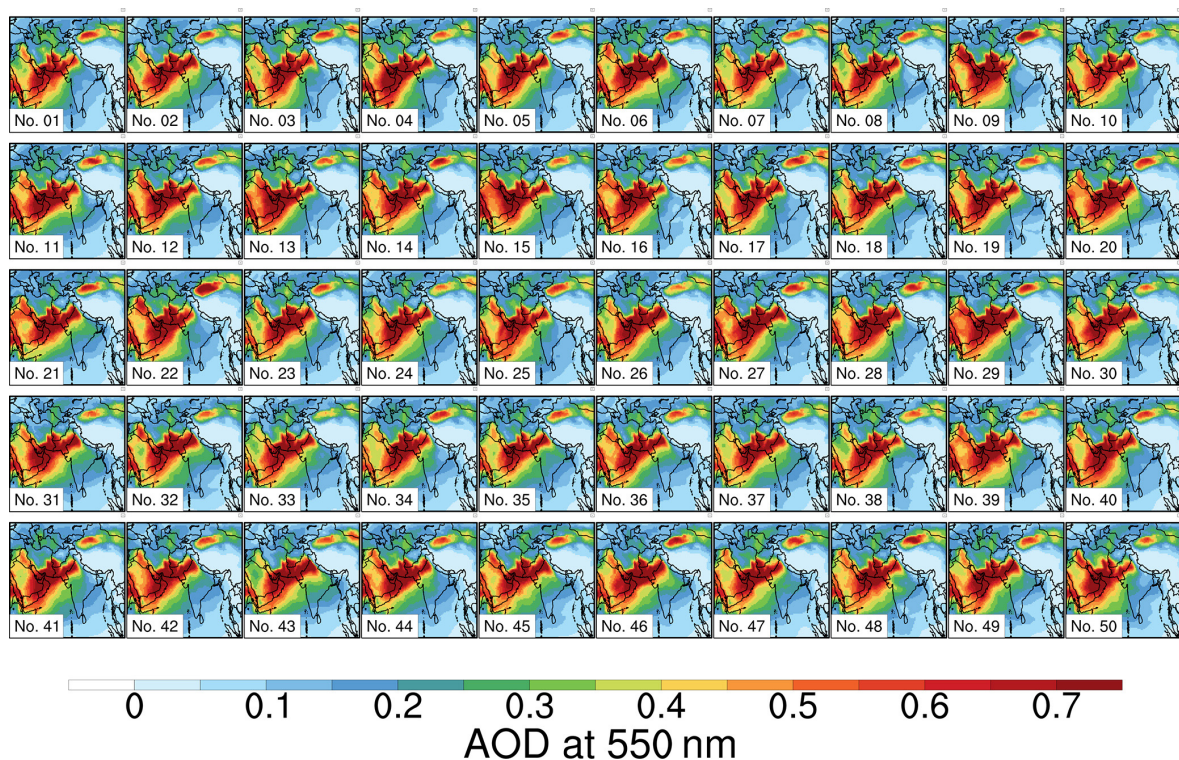 No. 01 No. 02 No. 03 No. 04 No. 05 No. 06 No. 07 No. 08 No. 09 No. 10
No. 11 No. 12 No. 13 No. 14 No. 15 No. 16 No. 17 No. 18 No. 19 No. 20
No. 21 No. 22 No. 23 No. 24 No. 25 No. 26 No. 27 No. 28 No. 29 No. 30
No. 31 No. 32 No. 33 No. 34 No. 35 No. 36 No. 37 No. 38 No. 39 No. 40
No. 41 No. 42 No. 43 No. 44 No. 45 No. 46 No. 47 No. 48 No. 49 No. 50
0 0.1 0.2 0.3 0.4 0.5 0.6 0.7
AOD at 550 nm